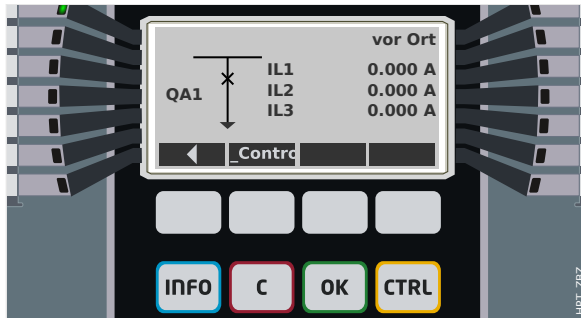 vor Ort
IL1 0.000 A
QA1
IL2 0.000 A
IL3 0.000 A
_Contro
INFO C OK CTRL